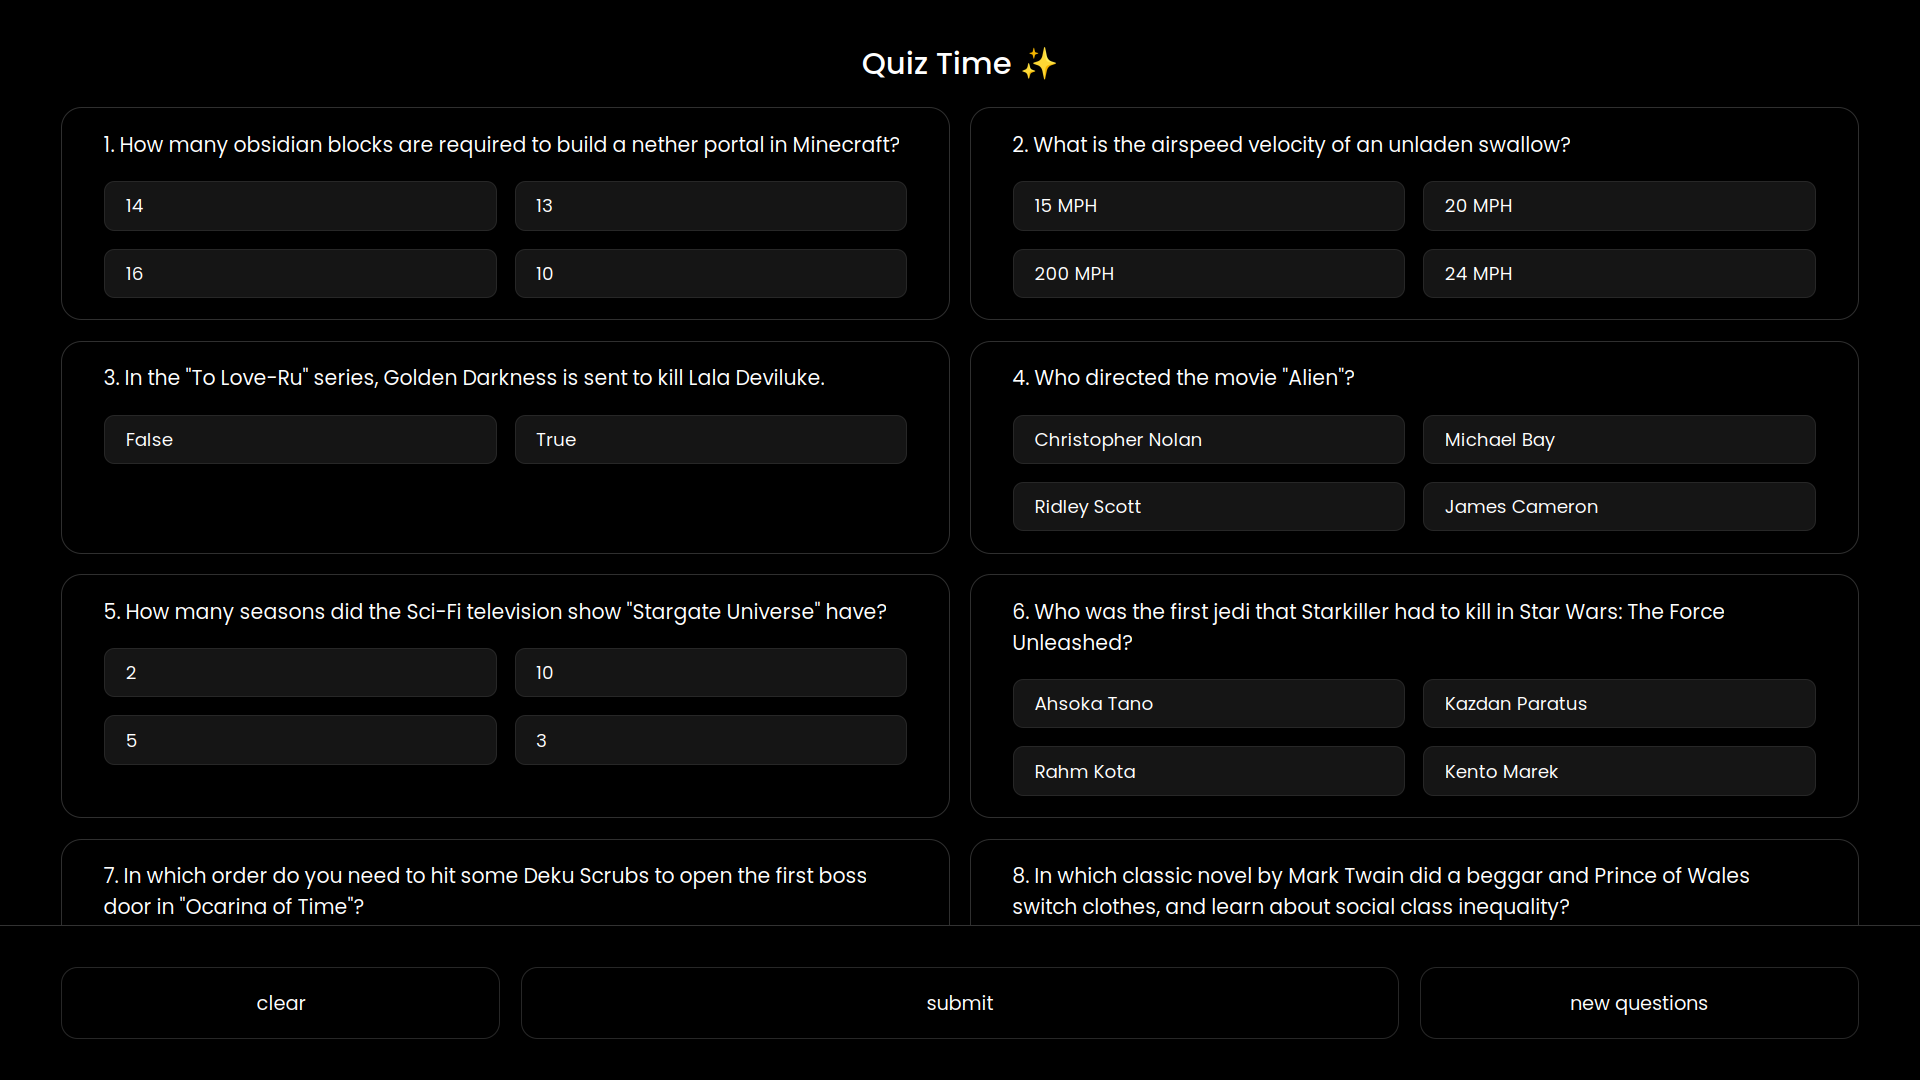 Quiz Time ✨
1. How many obsidian blocks are required to build a nether portal in Minecraft?
14
13
16
10
2. What is the airspeed velocity of an unladen swallow?
15 MPH
20 MPH
200 MPH
24 MPH
3. In the "To Love-Ru" series, Golden Darkness is sent to kill Lala Deviluke.
False
True
4. Who directed the movie "Alien"?
Christopher Nolan
Michael Bay
Ridley Scott
James Cameron
5. How many seasons did the Sci-Fi television show "Stargate Universe" have?
2
10
5
3
6. Who was the first jedi that Starkiller had to kill in Star Wars: The Force
Unleashed?
Ahsoka Tano
Kazdan Paratus
Rahm Kota
Kento Marek
7. In which order do you need to hit some Deku Scrubs to open the first boss
door in "Ocarina of Time"?
8. In which classic novel by Mark Twain did a beggar and Prince of Wales
switch clothes, and learn about social class inequality?
clear
submit
new questions